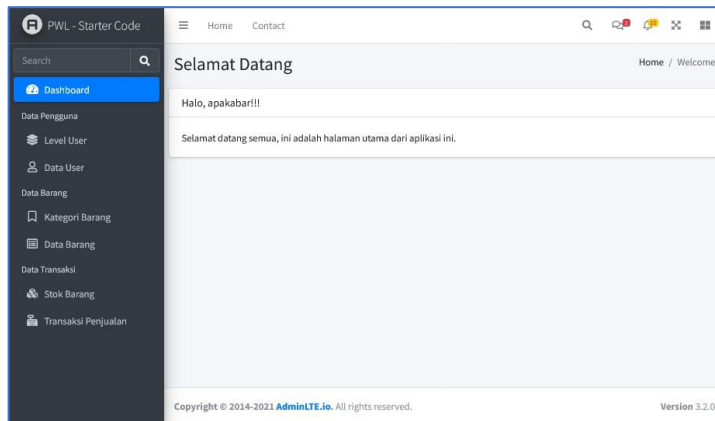 PWL - Starter Code
Home Contact
3
15
Search
Selamat Datang
Home / Welcome
Dashboard
Halo, apakabar!!!
Data Pengguna
Selamat datang semua, ini adalah halaman utama dari aplikasi ini.
Level User
Data User
Data Barang
Kategori Barang
Data Barang
Data Transaksi
Stok Barang
Transaksi Penjualan
Copyright © 2014-2021 AdminLTE.io. All rights reserved.
Version 3.2.0